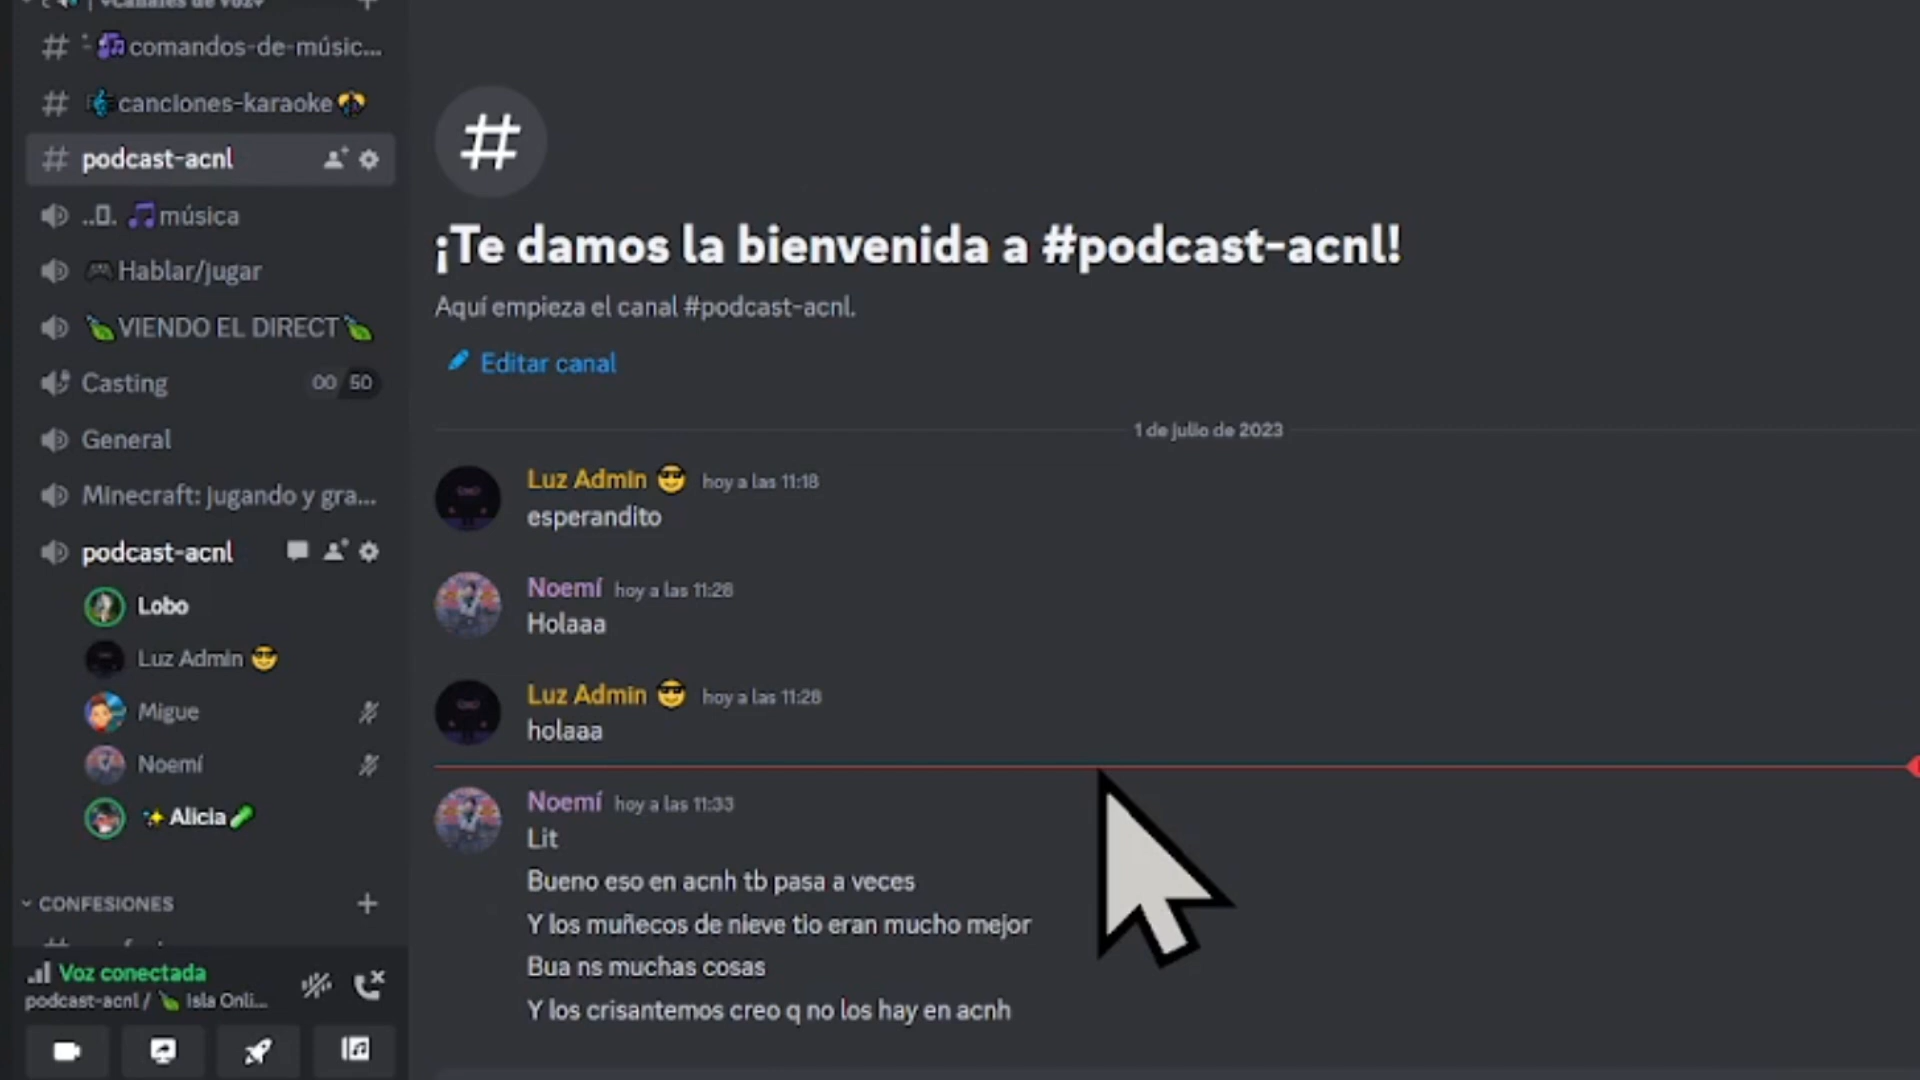 Canales de voz
comandos-de-músic...
canciones-karaoke
podcast-acnl
música
Hablar/jugar
VIENDO EL DIRECT
Casting 00 50
General
Minecraft: jugando y gra...
podcast-acnl
Lobo
Luz Admin 😎
Migue
Noemí
✨Alicia
CONFESIONES
Voz conectada
podcast-acnl / Isla Onli...
¡Te damos la bienvenida a #podcast-acnl!
Aquí empieza el canal #podcast-acnl.
Editar canal
1 de julio de 2023
Luz Admin 😎 hoy a las 11:18
esperandito
Noemí hoy a las 11:28
Holaaa
Luz Admin 😎 hoy a las 11:28
holaaa
Noemí hoy a las 11:33
Lit
Bueno eso en acnh tb pasa a veces
Y los muñecos de nieve tio eran mucho mejor
Bua ns muchas cosas
Y los crisantemos creo q no los hay en acnh